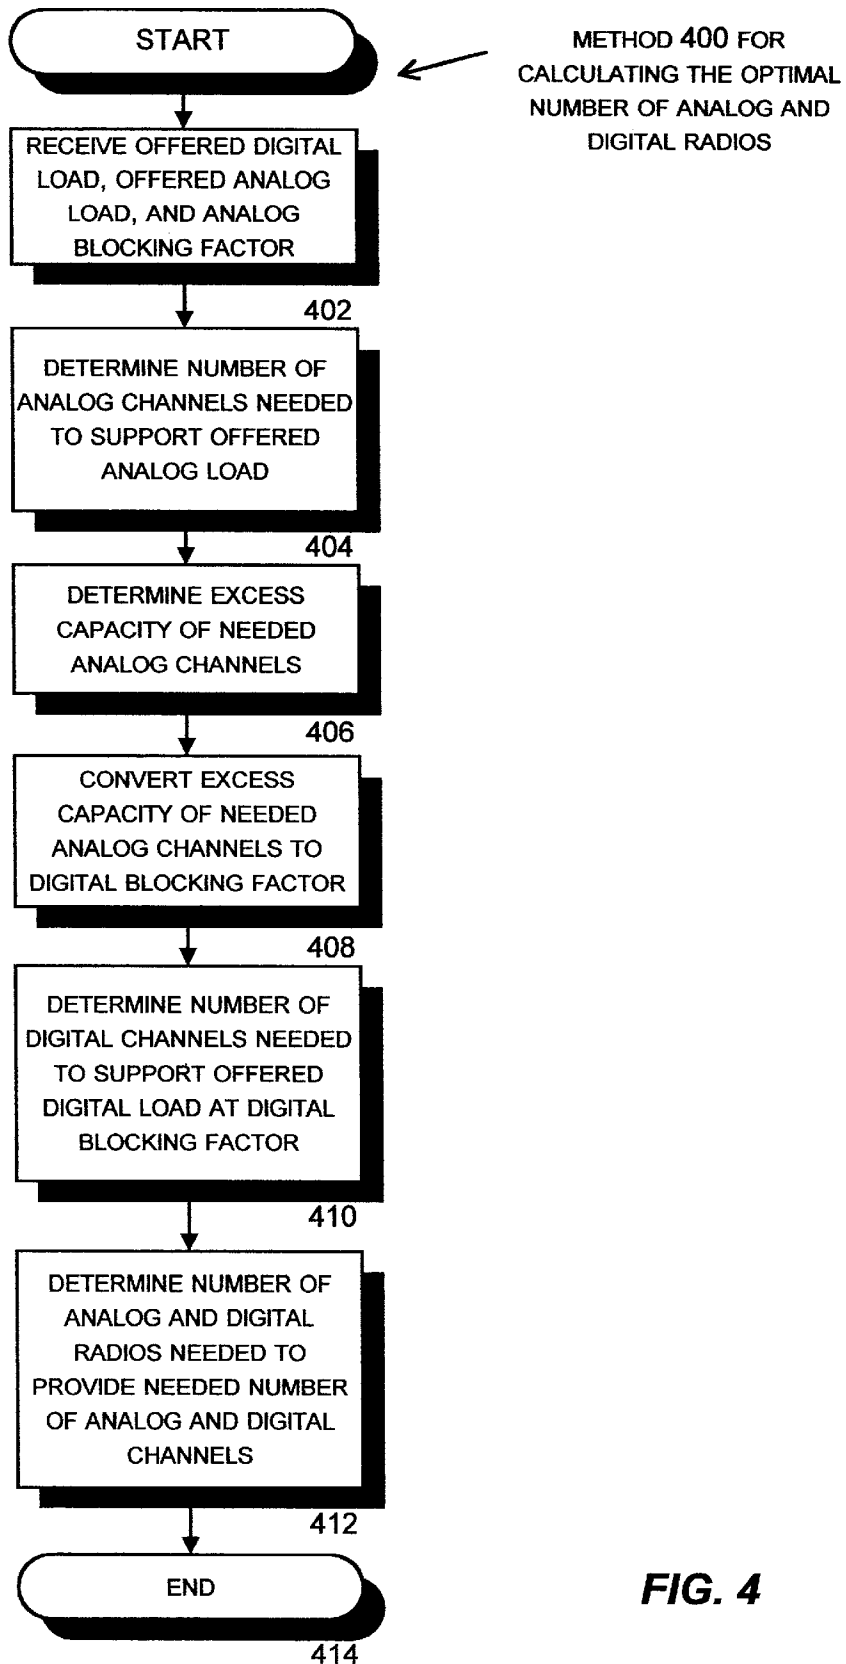 START
METHOD 400 FOR
CALCULATING THE OPTIMAL
NUMBER OF ANALOG AND
DIGITAL RADIOS
RECEIVE OFFERED DIGITAL
LOAD, OFFERED ANALOG
LOAD, AND ANALOG
BLOCKING FACTOR
402
DETERMINE NUMBER OF
ANALOG CHANNELS NEEDED
TO SUPPORT OFFERED
ANALOG LOAD
404
DETERMINE EXCESS
CAPACITY OF NEEDED
ANALOG CHANNELS
406
CONVERT EXCESS
CAPACITY OF NEEDED
ANALOG CHANNELS TO
DIGITAL BLOCKING FACTOR
408
DETERMINE NUMBER OF
DIGITAL CHANNELS NEEDED
TO SUPPORT OFFERED
DIGITAL LOAD AT DIGITAL
BLOCKING FACTOR
410
DETERMINE NUMBER OF
ANALOG AND DIGITAL
RADIOS NEEDED TO
PROVIDE NEEDED NUMBER
OF ANALOG AND DIGITAL
CHANNELS
412
END
414
FIG. 4